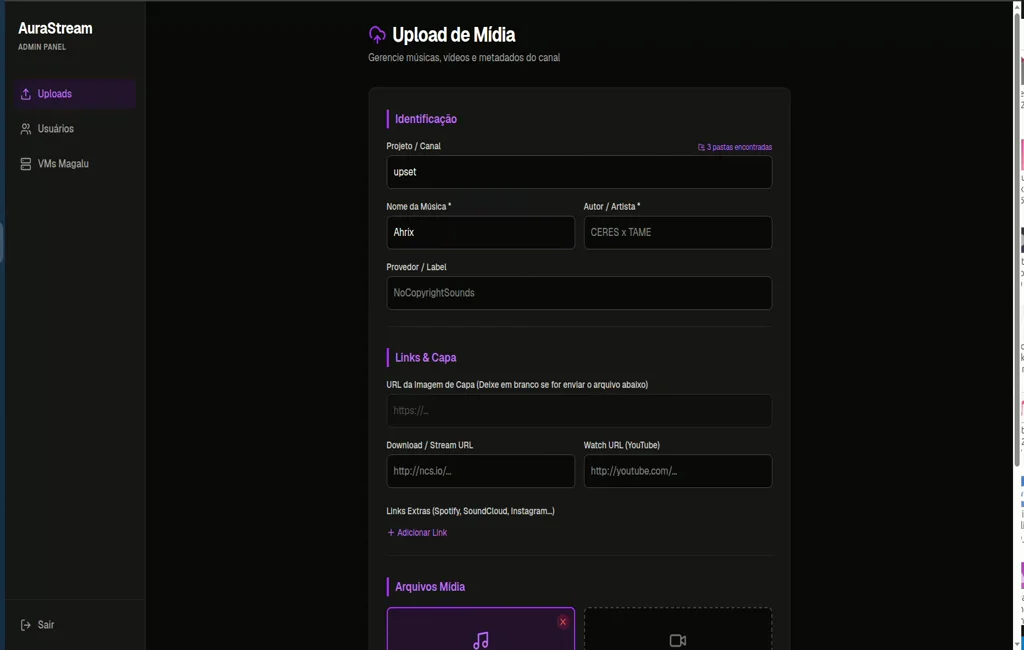 AuraStream
ADMIN PANEL
Uploads
Usuários
VMs Magalu
Sair
Upload de Mídia
Gerencie músicas, vídeos e metadados do canal
Identificação
Projeto / Canal
3 pastas encontradas
upset
Nome da Música *
Autor / Artista *
Ahrix
CERES x TAME
Provedor / Label
NoCopyrightSounds
Links & Capa
URL da Imagem de Capa (Deixe em branco se for enviar o arquivo abaixo)
https://...
Download / Stream URL
Watch URL (YouTube)
http://ncs.io/...
http://youtube.com/...
Links Extras (Spotify, SoundCloud, Instagram...)
+ Adicionar Link
Arquivos Mídia